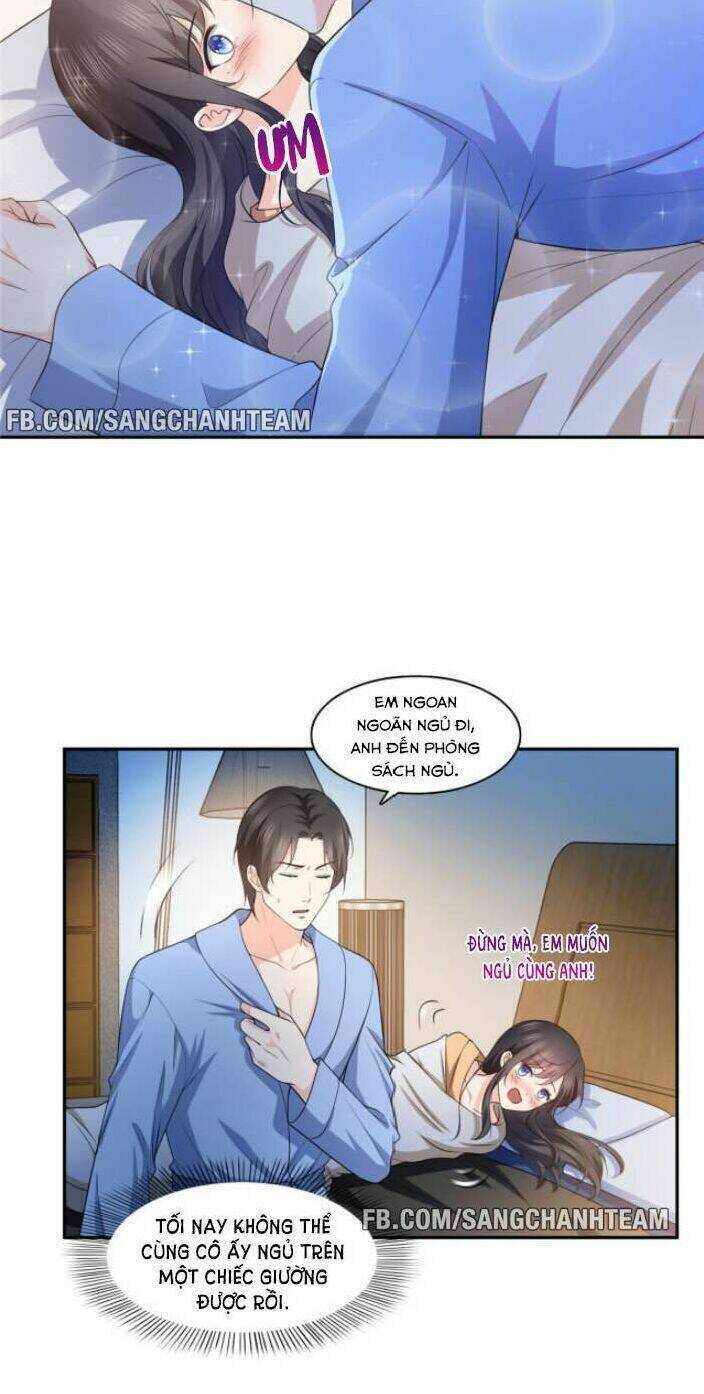 ƯM
FB.COM/SANGCHANHTEAM
EM NGOAN
NGOÃN NGỦ ĐI,
ANH ĐẾN PHÒNG
SÁCH NGỦ.
ĐỪNG MÀ, EM MUỐN
NGỦ CÙNG ANH!
FB.COM/SANGCHANHTEAM
TỐI NAY KHÔNG THỂ
CÙNG CÔ ẤY NGỦ TRÊN
MỘT CHIẾC GIƯỜNG
ĐƯỢC RỒI.